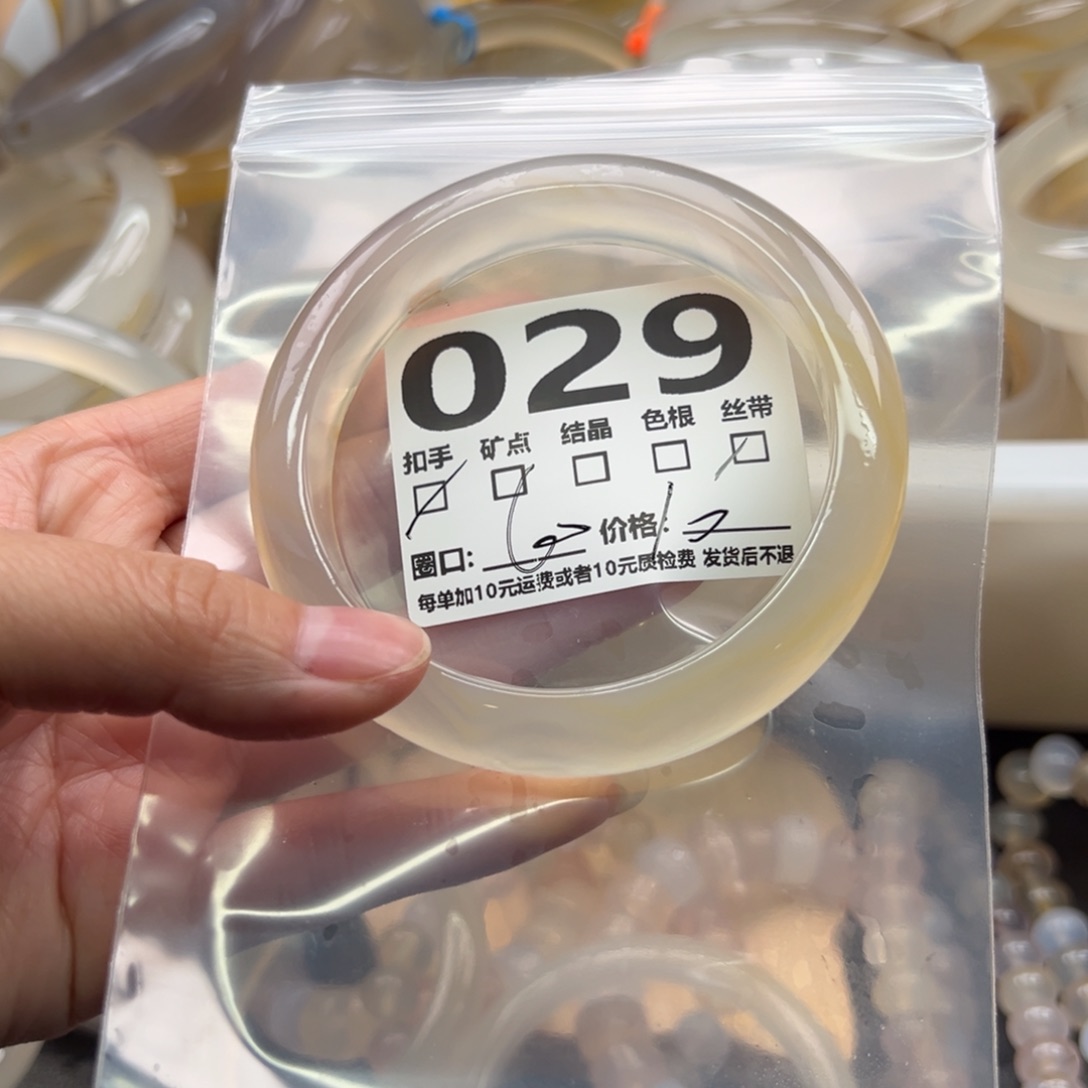 029
扣手 矿点 结晶 色根 丝带
圈口: 价格:
每单加10元运费或者10元质检费 发货后不退